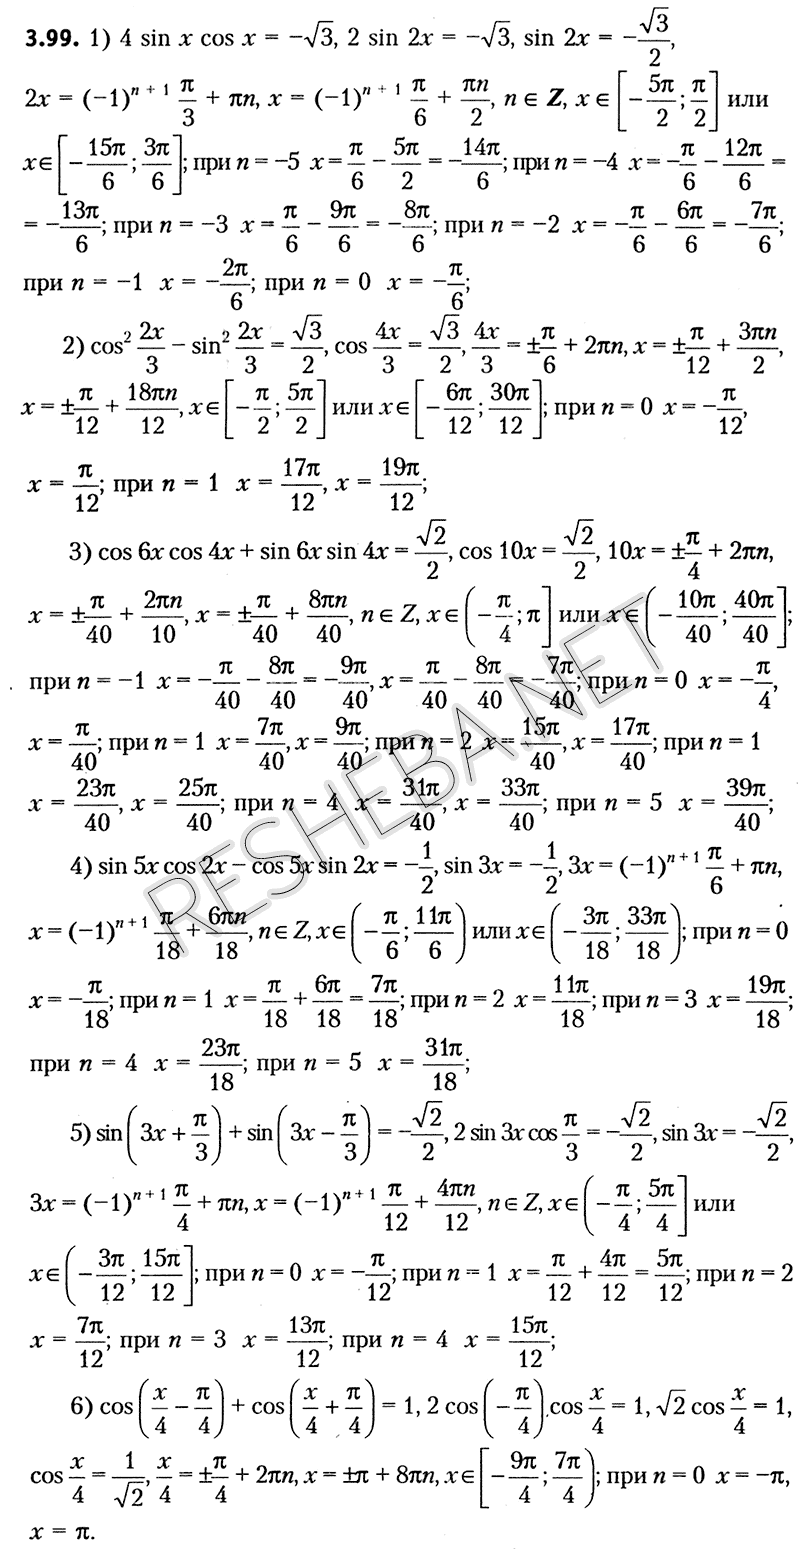 3.99. 1) 4 sin x cos x = −√3, 2 sin 2x = −√3, sin 2x = −√3/2,
2x = (−1)ⁿ⁺¹ π/3 + πn, x = (−1)ⁿ⁺¹ π/6 + πn/2, n ∈ Z, x ∈ [−5π/2; π/2] или
x∈[−15π/6; 3π/6]; при n = −5 x = π/6 − 5π/2 = −14π/6; при n = −4 x = −π/6 − 12π/6 =
= −13π/6; при n = −3 x = π/6 − 9π/6 = −8π/6; при n = −2 x = −π/6 − 6π/6 = −7π/6;
при n = −1 x = −2π/6; при n = 0 x = −π/6;
2) cos² 2x/3 − sin² 2x/3 = √3/2, cos 4x/3 = √3/2, 4x/3 = ±π/6 + 2πn, x = ±π/12 + 3πn/2,
x = ±π/12 + 18πn/12, x∈[−π/2; 5π/2] или x∈[−6π/12; 30π/12]; при n = 0 x = −π/12,
x = π/12; при n = 1 x = 17π/12, x = 19π/12;
3) cos 6x cos 4x + sin 6x sin 4x = √2/2, cos 10x = √2/2, 10x = ±π/4 + 2πn,
x = ±π/40 + 2πn/10, x = ±π/40 + 8πn/40, n ∈ Z, x∈(−π/4; π] или x∈(−10π/40; 40π/40];
при n = −1 x = −π/40 − 8π/40 = −9π/40, x = π/40 − 8π/40 = −7π/40; при n = 0 x = −π/4,
x = π/40; при n = 1 x = 7π/40, x = 9π/40; при n = 2 x = 15π/40, x = 17π/40; при n = 1
x = 23π/40, x = 25π/40; при n = 4 x = 31π/40, x = 33π/40; при n = 5 x = 39π/40;
4) sin 5x cos 2x − cos 5x sin 2x = −1/2, sin 3x = −1/2, 3x = (−1)ⁿ⁺¹ π/6 + πn,
x = (−1)ⁿ⁺¹ π/18 + 6πn/18, n∈Z, x∈(−π/6; 11π/6) или x∈(−3π/18; 33π/18); при n = 0
x = −π/18; при n = 1 x = π/18 + 6π/18 = 7π/18; при n = 2 x = 11π/18; при n = 3 x = 19π/18;
при n = 4 x = 23π/18; при n = 5 x = 31π/18;
5) sin(3x + π/3) + sin(3x − π/3) = −√2/2, 2 sin 3x cos π/3 = −√2/2, sin 3x = −√2/2,
3x = (−1)ⁿ⁺¹ π/4 + πn, x = (−1)ⁿ⁺¹ π/12 + 4πn/12, n∈Z, x∈(−π/4; 5π/4] или
x∈(−3π/12; 15π/12]; при n = 0 x = −π/12; при n = 1 x = π/12 + 4π/12 = 5π/12; при n = 2
x = 7π/12; при n = 3 x = 13π/12; при n = 4 x = 15π/12;
6) cos(x/4 − π/4) + cos(x/4 + π/4) = 1, 2 cos(−π/4) cos x/4 = 1, √2 cos x/4 = 1,
cos x/4 = 1/√2, x/4 = ±π/4 + 2πn, x = ±π + 8πn, x∈[−9π/4; 7π/4); при n = 0 x = −π,
x = π.
RESHEBA.NET